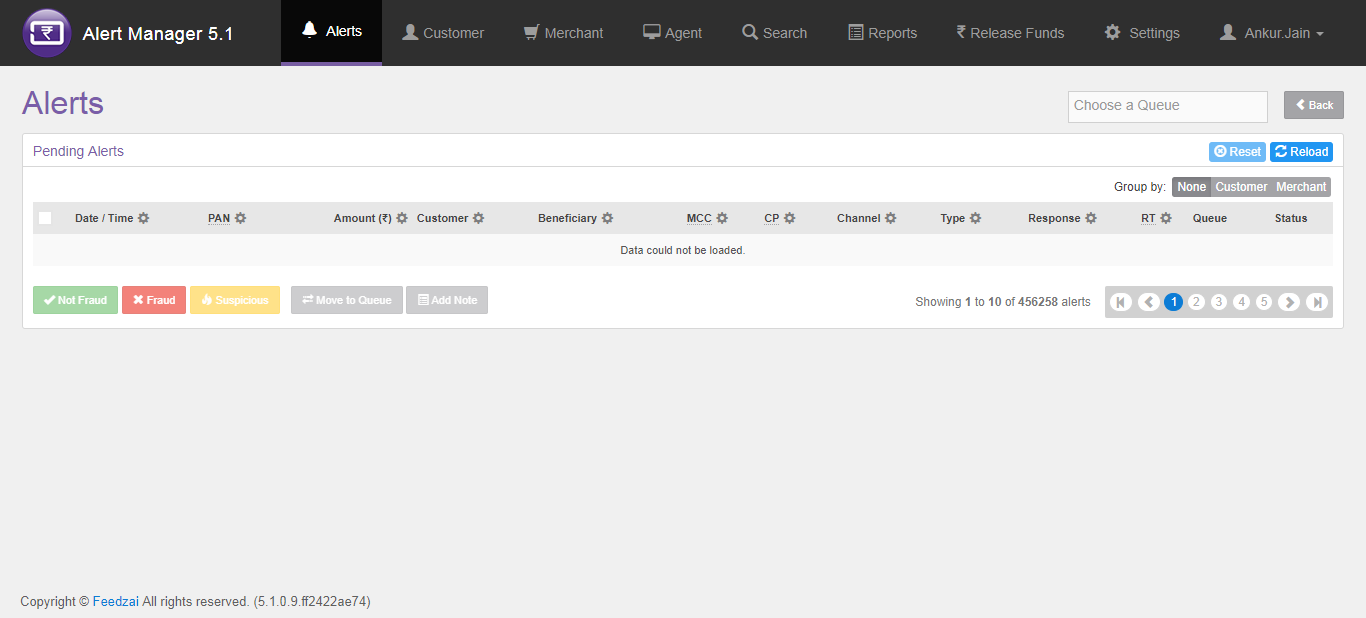 Alert Manager 5.1 Alerts Customer Merchant Agent Search Reports ₹ Release Funds Settings Ankur.Jain
Alerts Choose a Queue Back
Pending Alerts Reset Reload
Group by: None Customer Merchant
Date / Time PAN Amount (₹) Customer Beneficiary MCC CP Channel Type Response RT Queue Status
Data could not be loaded.
Not Fraud Fraud Suspicious Move to Queue Add Note Showing 1 to 10 of 456258 alerts 1 2 3 4 5
Copyright © Feedzai All rights reserved. (5.1.0.9.ff2422ae74)